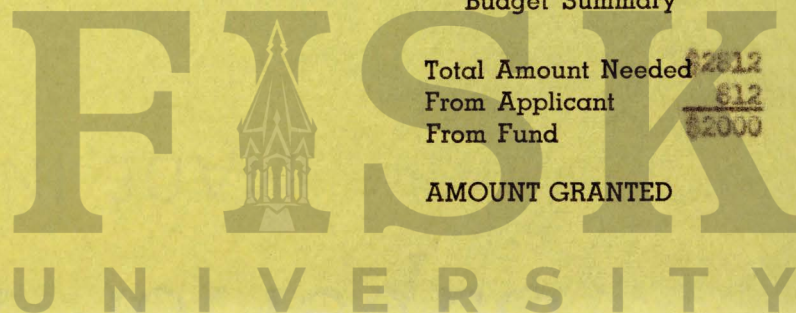 Budget Summary
Total Amount Needed $2812
From Applicant 812
From Fund $2000
AMOUNT GRANTED
FISK
UNIVERSITY